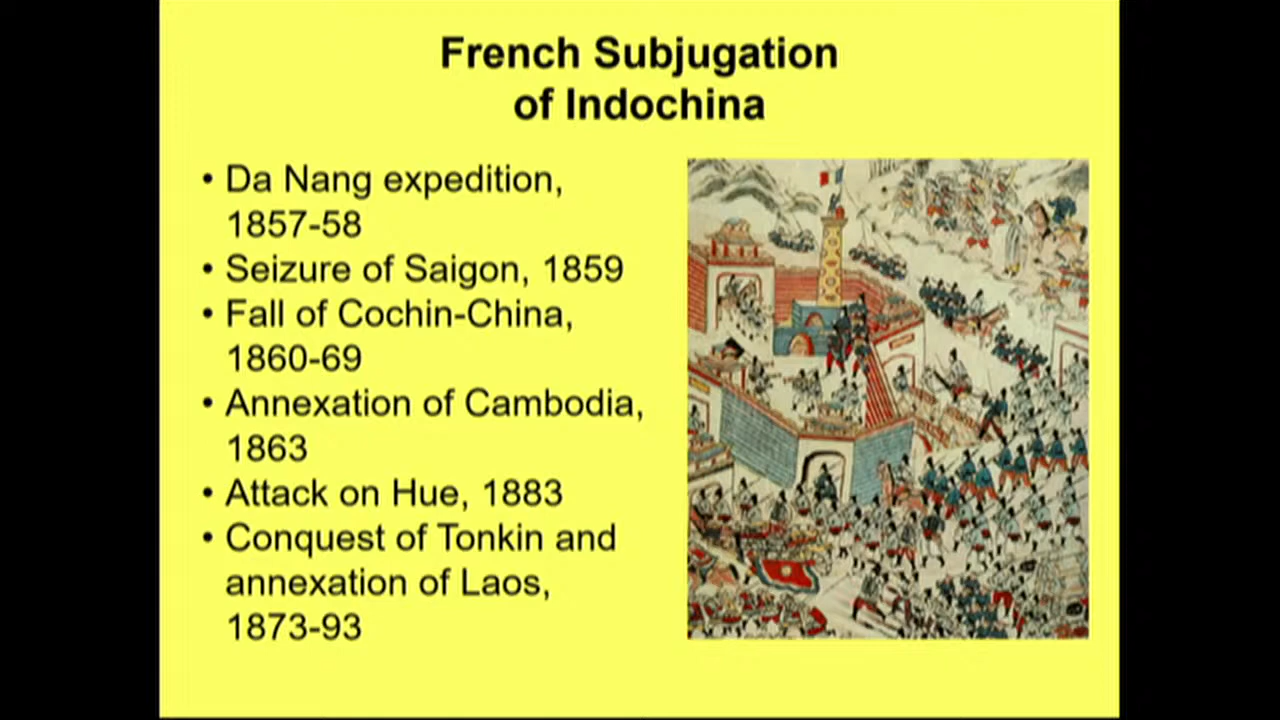 French Subjugation
of Indochina
• Da Nang expedition,
1857-58
• Seizure of Saigon, 1859
• Fall of Cochin-China,
1860-69
• Annexation of Cambodia,
1863
• Attack on Hue, 1883
• Conquest of Tonkin and
annexation of Laos,
1873-93